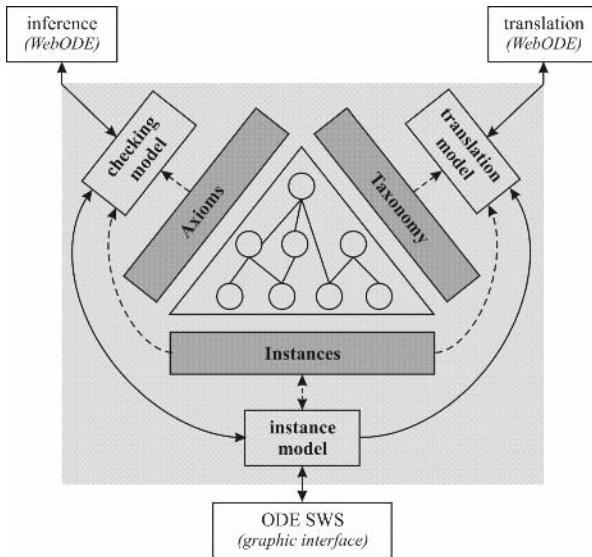 inference
(WebODE)
translation
(WebODE)
checking
model
translation
model
Axioms
Taxonomy
Instances
instance
model
ODE SWS
(graphic interface)